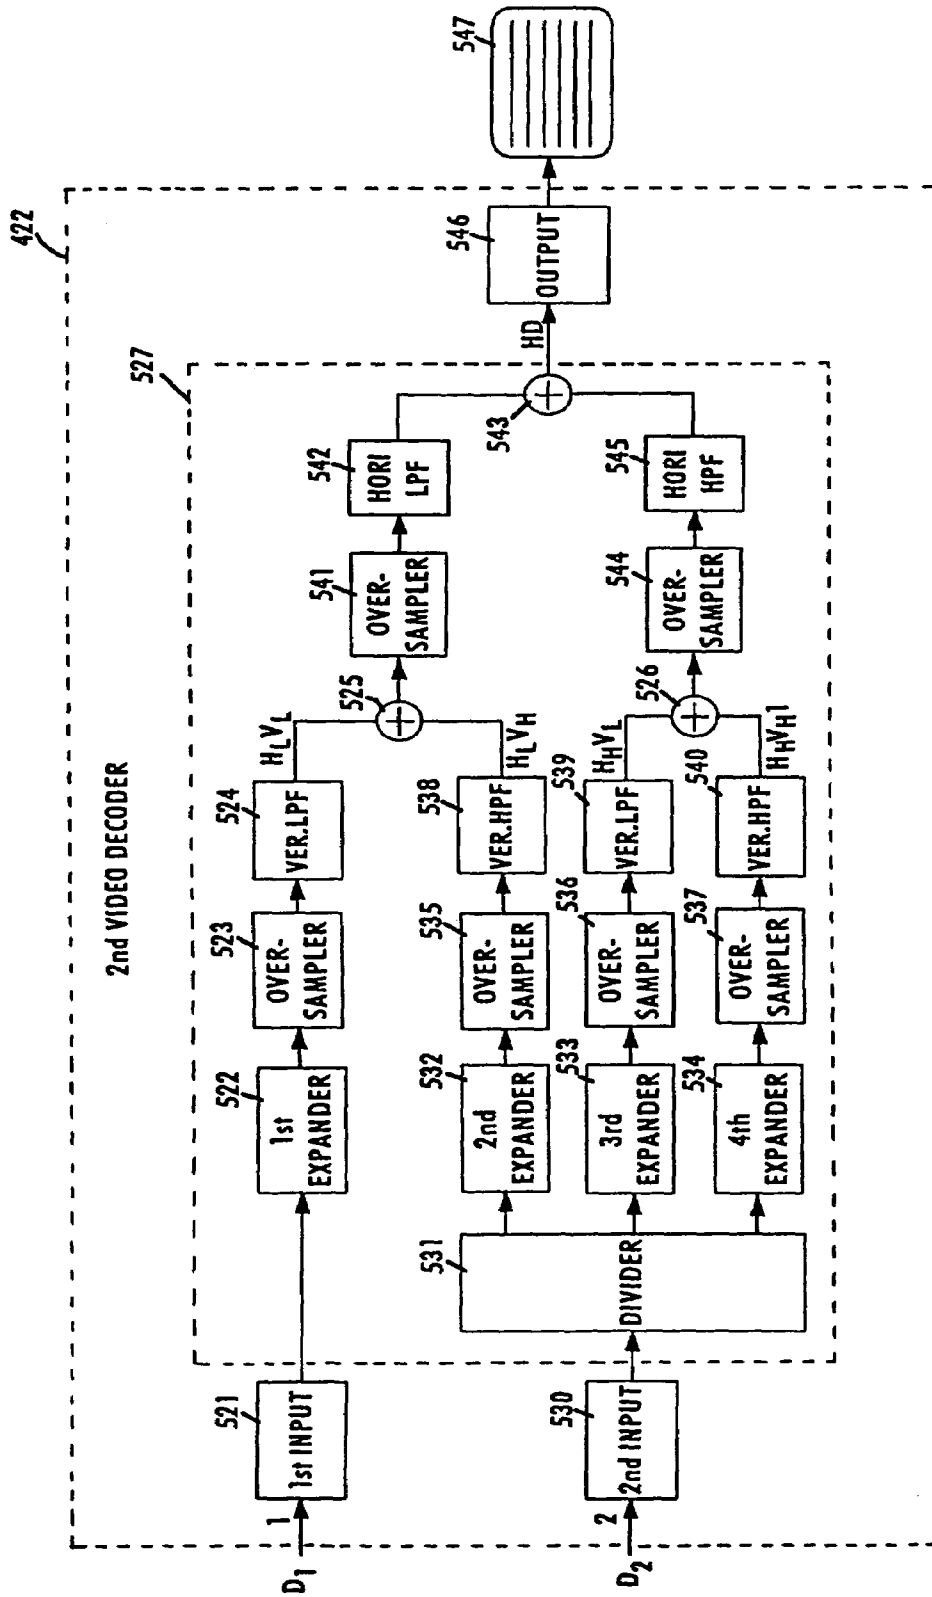 422
2nd VIDEO DECODER
527
D1
1
521
1st INPUT
522
1st
EXPANDER
523
OVER-
SAMPLER
524
VER.LPF
HLVL
525
541
OVER-
SAMPLER
542
HORI
LPF
543
HD
546
OUTPUT
547
D2
2
530
2nd INPUT
531
DIVIDER
532
2nd
EXPANDER
535
OVER-
SAMPLER
538
VER.HPF
HLVH
533
3rd
EXPANDER
536
OVER-
SAMPLER
539
VER.LPF
HHVL
526
544
OVER-
SAMPLER
545
HORI
HPF
534
4th
EXPANDER
537
OVER-
SAMPLER
540
VER.HPF
HHVH1